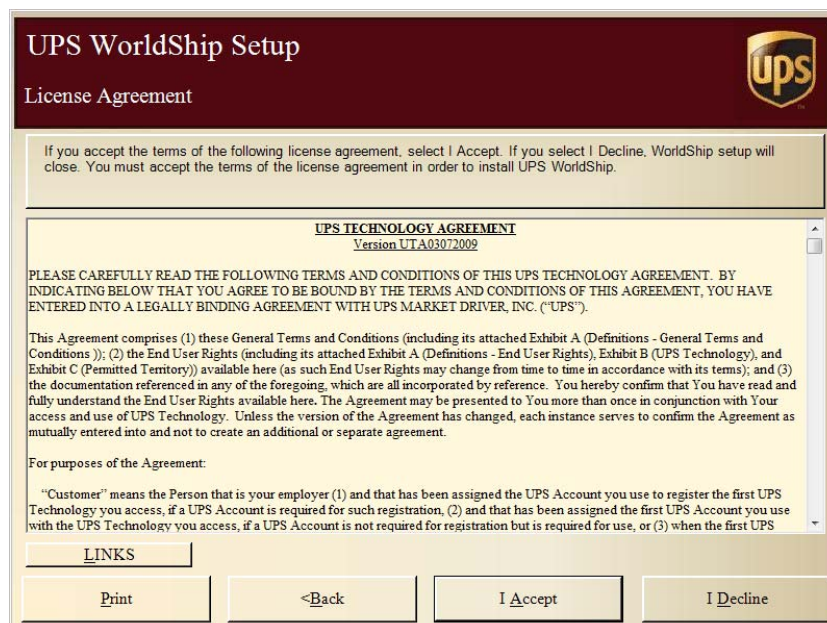 UPS WorldShip Setup
ups
License Agreement
If you accept the terms of the following license agreement, select I Accept. If you select I Decline, WorldShip setup will
close. You must accept the terms of the license agreement in order to install UPS WorldShip.
UPS TECHNOLOGY AGREEMENT
Version UTA03072009
PLEASE CAREFULLY READ THE FOLLOWING TERMS AND CONDITIONS OF THIS UPS TECHNOLOGY AGREEMENT. BY
INDICATING BELOW THAT YOU AGREE TO BE BOUND BY THE TERMS AND CONDITIONS OF THIS AGREEMENT, YOU HAVE
ENTERED INTO A LEGALLY BINDING AGREEMENT WITH UPS MARKET DRIVER, INC. (“UPS”).
This Agreement comprises (1) these General Terms and Conditions (including its attached Exhibit A (Definitions - General Terms and
Conditions )); (2) the End User Rights (including its attached Exhibit A (Definitions - End User Rights), Exhibit B (UPS Technology), and
Exhibit C (Permitted Territory)) available here (as such End User Rights may change from time to time in accordance with its terms); and (3)
the documentation referenced in any of the foregoing, which are all incorporated by reference. You hereby confirm that You have read and
fully understand the End User Rights available here. The Agreement may be presented to You more than once in conjunction with Your
access and use of UPS Technology. Unless the version of the Agreement has changed, each instance serves to confirm the Agreement as
mutually entered into and not to create an additional or separate agreement.
For purposes of the Agreement:
“Customer” means the Person that is your employer (1) and that has been assigned the UPS Account you use to register the first UPS
Technology you access, if a UPS Account is required for such registration, (2) and that has been assigned the first UPS Account you use
with the UPS Technology you access, if a UPS Account is not required for registration but is required for use, or (3) when the first UPS
LINKS
Print
<Back
I Accept
I Decline